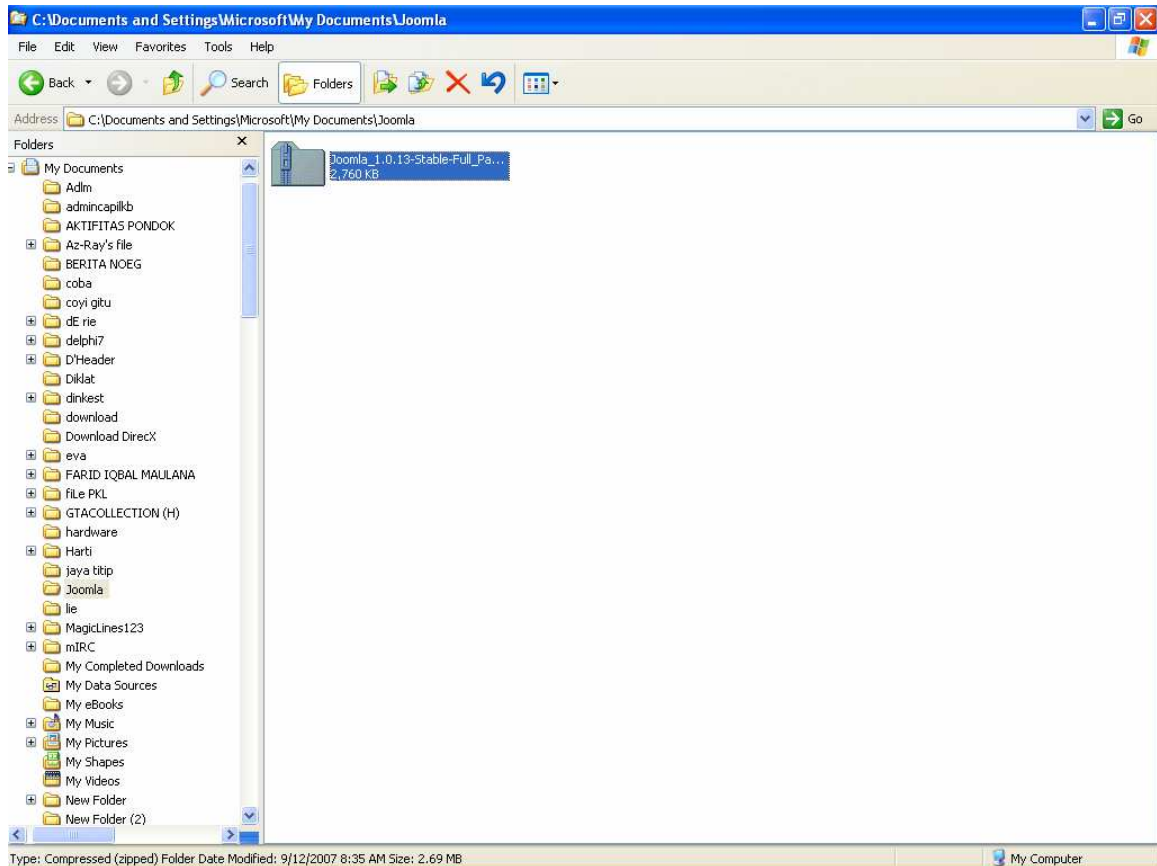 C:\Documents and Settings\Microsoft\My Documents\Joomla
File Edit View Favorites Tools Help
Back Search Folders
Address C:\Documents and Settings\Microsoft\My Documents\Joomla Go
Folders
My Documents
Adlm
admincapilkb
AKTIFITAS PONDOK
Az-Ray's file
BERITA NOEG
coba
coyi gitu
dE rie
delphi7
D'Header
Diklat
dinkest
download
Download DirecX
eva
FARID IQBAL MAULANA
fiLe PKL
GTACOLLECTION (H)
hardware
Harti
jaya titip
Joomla
lie
MagicLines123
mIRC
My Completed Downloads
My Data Sources
My eBooks
My Music
My Pictures
My Shapes
My Videos
New Folder
New Folder (2)
Joomla_1.0.13-Stable-Full_Pa...
2,760 KB
Type: Compressed (zipped) Folder Date Modified: 9/12/2007 8:35 AM Size: 2.69 MB My Computer